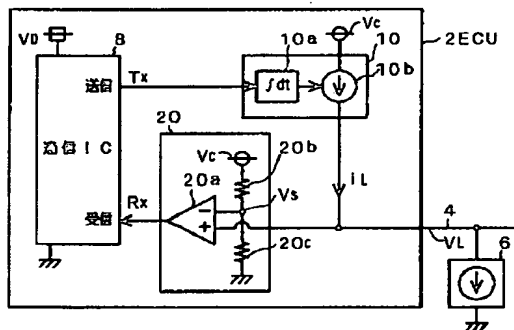 VD
8
送信
Tx
通信IC
受信
Rx
10a
∫dt
Vc
10
10b
2ECU
20
Vc
20b
20a
Vs
−
+
20c
iL
4
VL
6